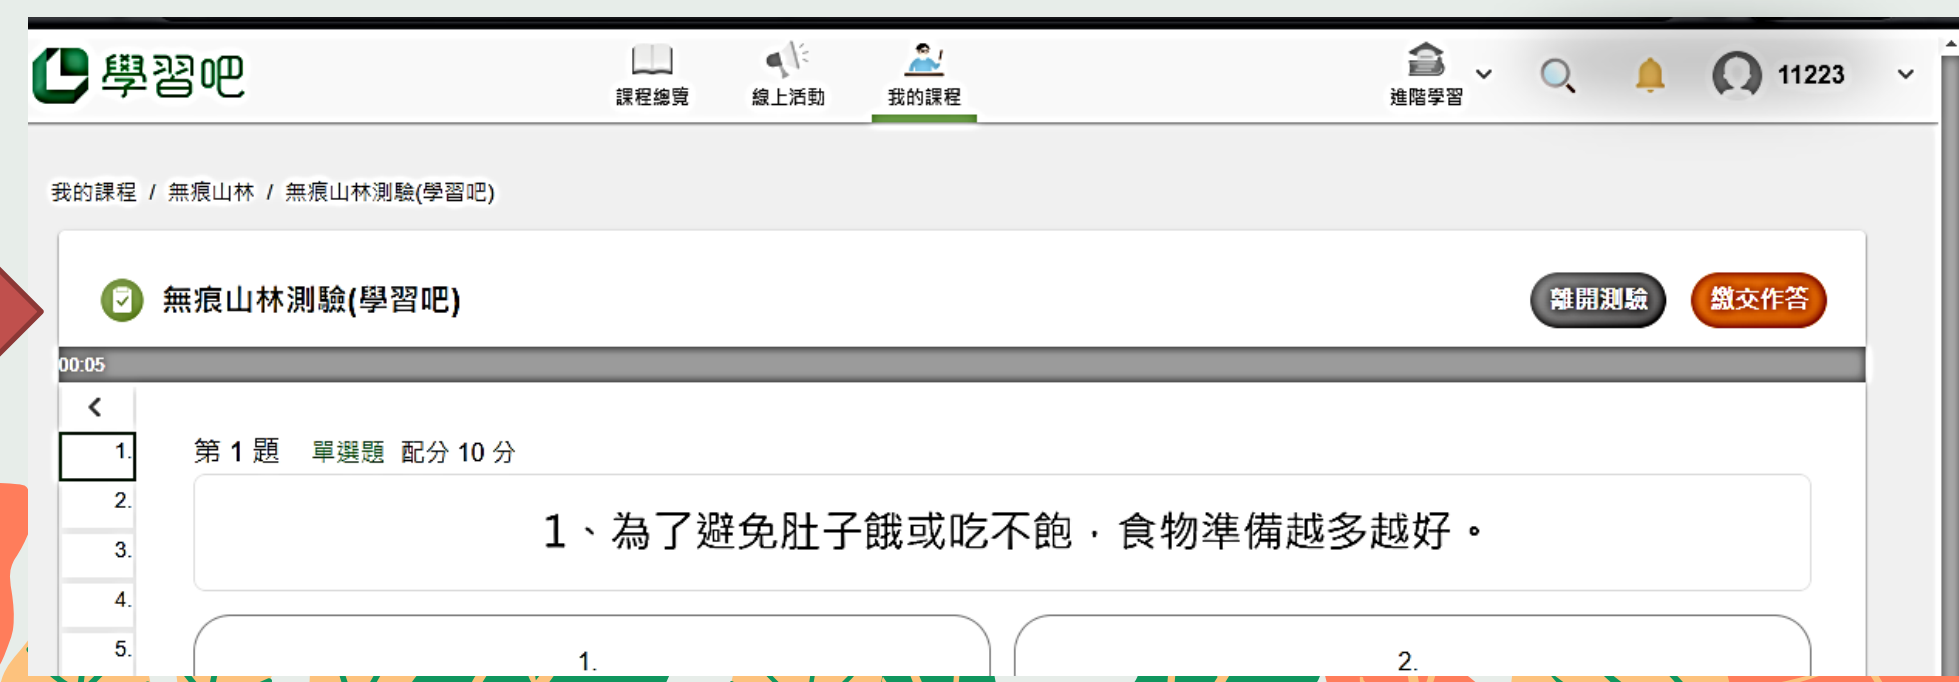 學習吧
課程總覽 線上活動 我的課程 進階學習 11223
我的課程 / 無痕山林 / 無痕山林測驗(學習吧)
無痕山林測驗(學習吧) 離開測驗 繳交作答
00:05
第 1 題 單選題 配分 10 分
1、為了避免肚子餓或吃不飽，食物準備越多越好。
1.
2.
3.
4.
5.
1. 2.